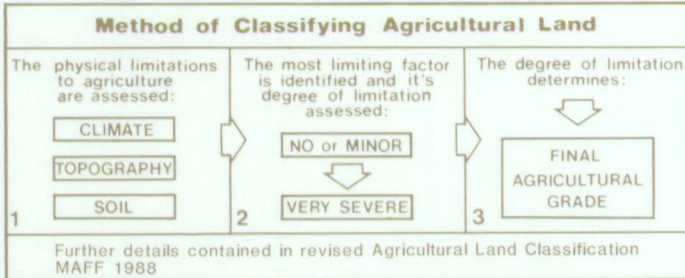 Method of Classifying Agricultural Land
The physical limitations
to agriculture
are assessed:
CLIMATE
TOPOGRAPHY
SOIL
1
The most limiting factor
is identified and it's
degree of limitation
assessed:
NO or MINOR
VERY SEVERE
2
The degree of limitation
determines:
FINAL
AGRICULTURAL
GRADE
3
Further details contained in revised Agricultural Land Classification
MAFF 1988